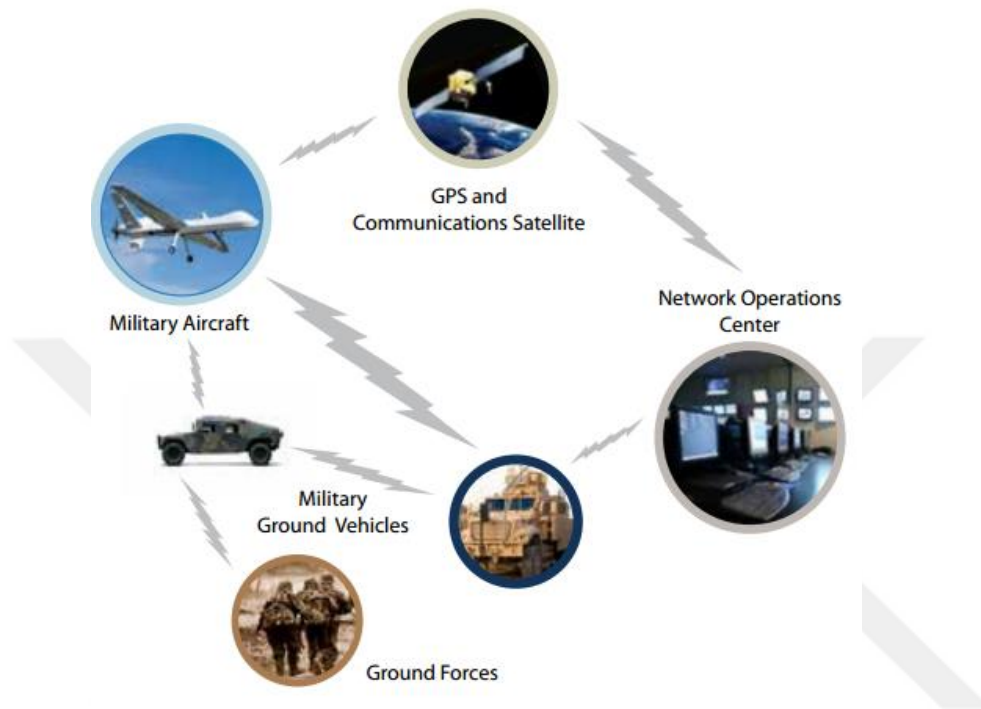 GPS and
Communications Satellite
Network Operations
Center
Military Aircraft
Military
Ground Vehicles
Ground Forces